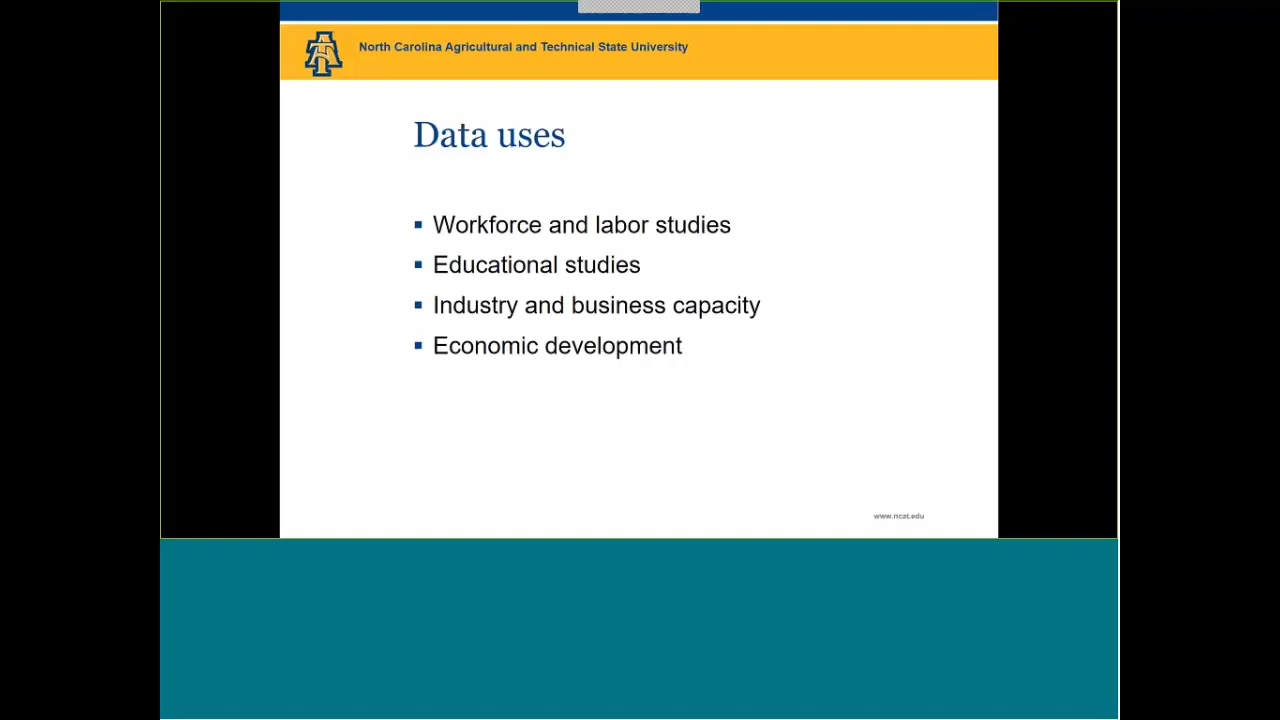 North Carolina Agricultural and Technical State University
Data uses
Workforce and labor studies
Educational studies
Industry and business capacity
Economic development
www.ncat.edu